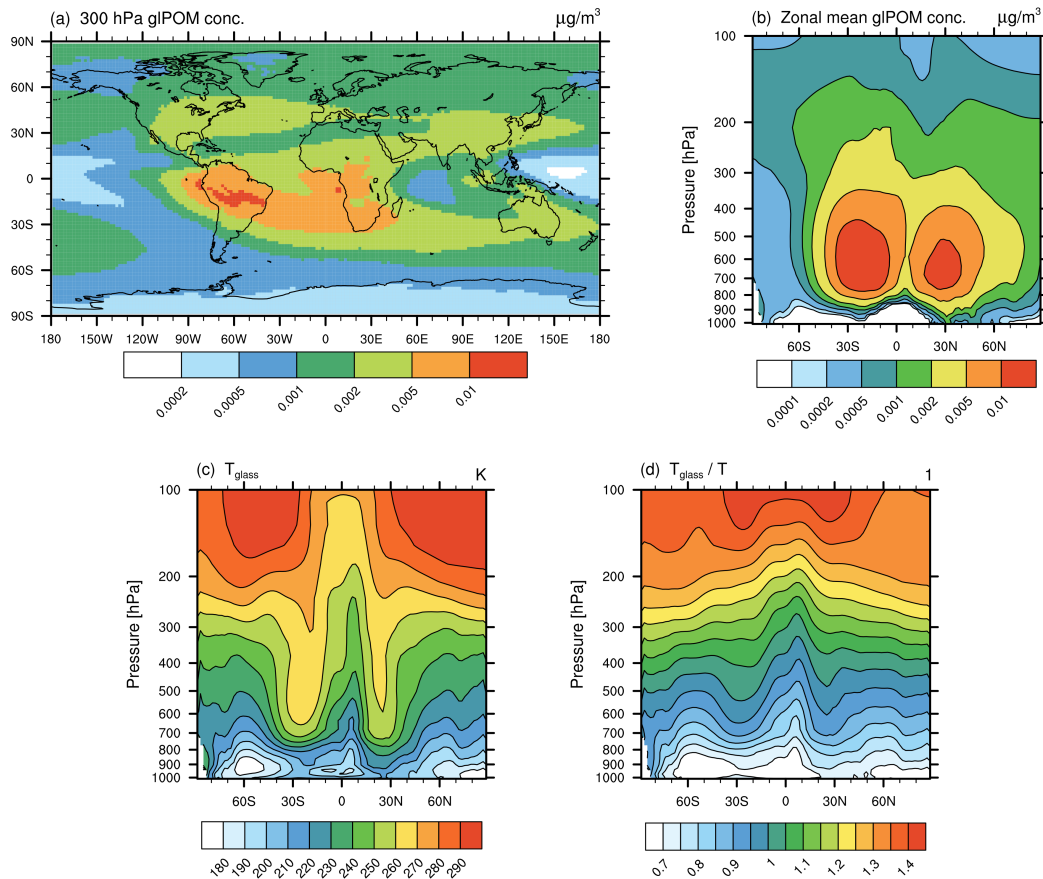 (a) 300 hPa glPOM conc. µg/m³
90N
60N
30N
0
30S
60S
90S
180 150W 120W 90W 60W 30W 0 30E 60E 90E 120E 150E 180
0.0002 0.0005 0.001 0.002 0.005 0.01
(b) Zonal mean glPOM conc. µg/m³
Pressure [hPa]
100
200
300
400
500
600
700
800
900
1000
60S 30S 0 30N 60N
0.0001 0.0002 0.0005 0.001 0.002 0.005 0.01
(c) Tglass K
Pressure [hPa]
100
200
300
400
500
600
700
800
900
1000
60S 30S 0 30N 60N
180 190 200 210 220 230 240 250 260 270 280 290
(d) Tglass / T 1
Pressure [hPa]
100
200
300
400
500
600
700
800
900
1000
60S 30S 0 30N 60N
0.7 0.8 0.9 1 1.1 1.2 1.3 1.4